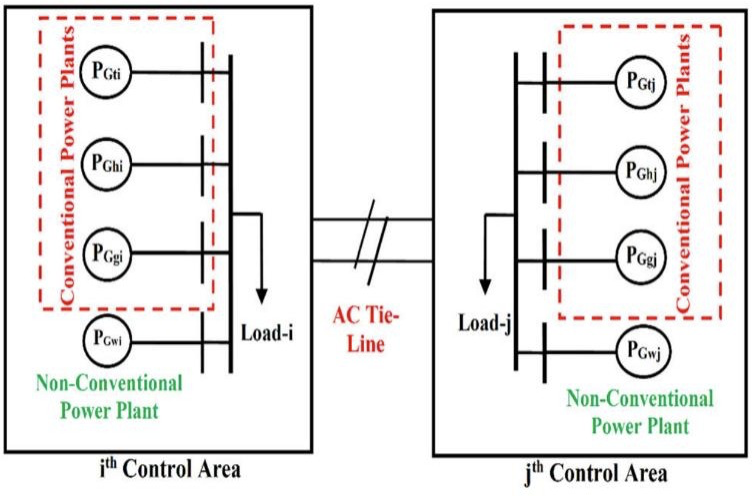 Conventional Power Plants
PGti
PGhi
PGgi
PGwi
Load-i
Non-Conventional
Power Plant
ith Control Area
AC Tie-
Line
PGtj
PGhj
PGgj
PGwj
Conventional Power Plants
Load-j
Non-Conventional
Power Plant
jth Control Area